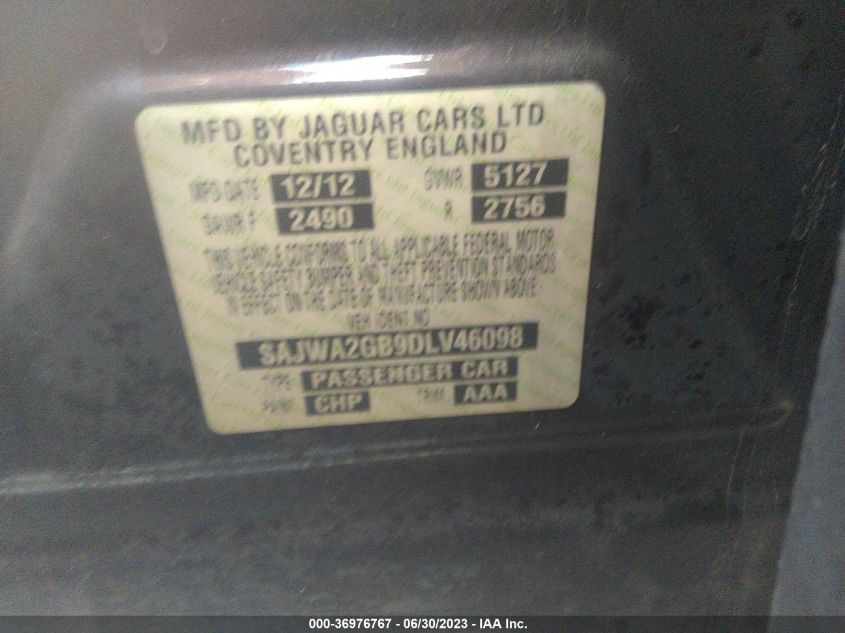 MFD BY JAGUAR CARS LTD
COVENTRY ENGLAND
MFD DATE 12/12 GVWR 5127
GAWR F 2490 R 2756
THIS VEHICLE CONFORMS TO ALL APPLICABLE FEDERAL MOTOR
VEHICLE SAFETY, BUMPER AND THEFT PREVENTION STANDARDS
IN EFFECT ON THE DATE OF MANUFACTURE SHOWN ABOVE:
VEH IDENT NO
SAJWA2GB9DLV46098
TYPE PASSENGER CAR
PAINT CHP TRIM AAA
000-36976767 - 06/30/2023 - IAA Inc.